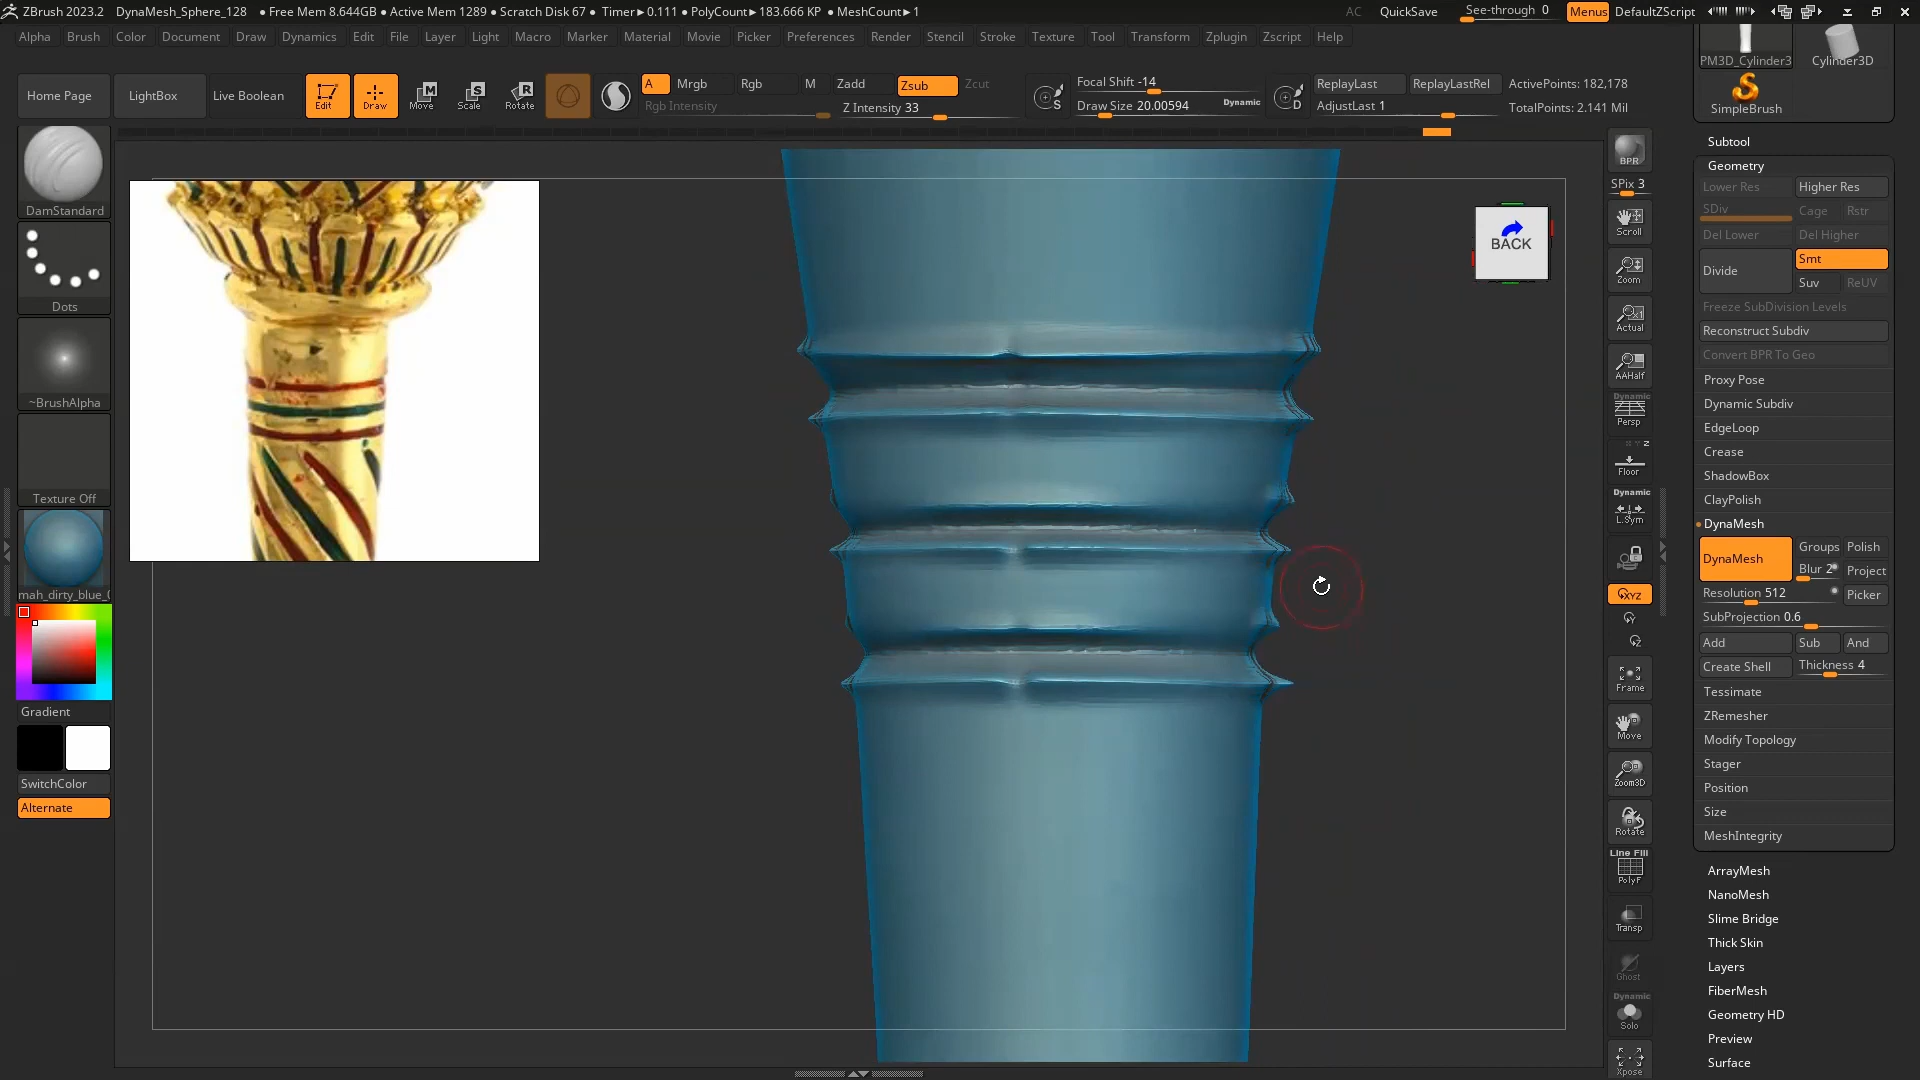 ZBrush 2023.2 DynaMesh_Sphere_128 ● Free Mem 8.644GB ● Active Mem 1289 ● Scratch Disk 67 ● Timer►0.111 ● PolyCount►183.666 KP ● MeshCount►1 AC QuickSave See-through 0 Menus DefaultZScript
Alpha Brush Color Document Draw Dynamics Edit File Layer Light Macro Marker Material Movie Picker Preferences Render Stencil Stroke Texture Tool Transform Zplugin Zscript Help
PM3D_Cylinder3 Cylinder3D
SimpleBrush
Home Page LightBox Live Boolean Edit Draw Move Scale Rotate
A Mrgb Rgb M Zadd Zsub Zcut
Rgb Intensity Z Intensity 33
Focal Shift -14
Draw Size 20.00594 Dynamic
S D
ReplayLast ReplayLastRel ActivePoints: 182,178
AdjustLast 1 TotalPoints: 2.141 Mil
DamStandard
Dots
~BrushAlpha
Texture Off
mah_dirty_blue_0
Gradient
SwitchColor
Alternate
BACK
BPR
SPix 3
Scroll
Zoom
Actual
AAHalf
Dynamic
Persp
Floor
Dynamic
L.Sym
XYZ
Frame
Move
Zoom3D
Rotate
Line Fill
PolyF
Transp
Ghost
Dynamic
Solo
Xpose
Subtool
Geometry
Lower Res Higher Res
SDiv Cage Rstr
Del Lower Del Higher
Divide Smt
Suv ReUV
Freeze SubDivision Levels
Reconstruct Subdiv
Convert BPR To Geo
Proxy Pose
Dynamic Subdiv
EdgeLoop
Crease
ShadowBox
ClayPolish
DynaMesh
DynaMesh Groups Polish
Blur 2 Project
Resolution 512 Picker
SubProjection 0.6
Add Sub And
Create Shell Thickness 4
Tessimate
ZRemesher
Modify Topology
Stager
Position
Size
MeshIntegrity
ArrayMesh
NanoMesh
Slime Bridge
Thick Skin
Layers
FiberMesh
Geometry HD
Preview
Surface